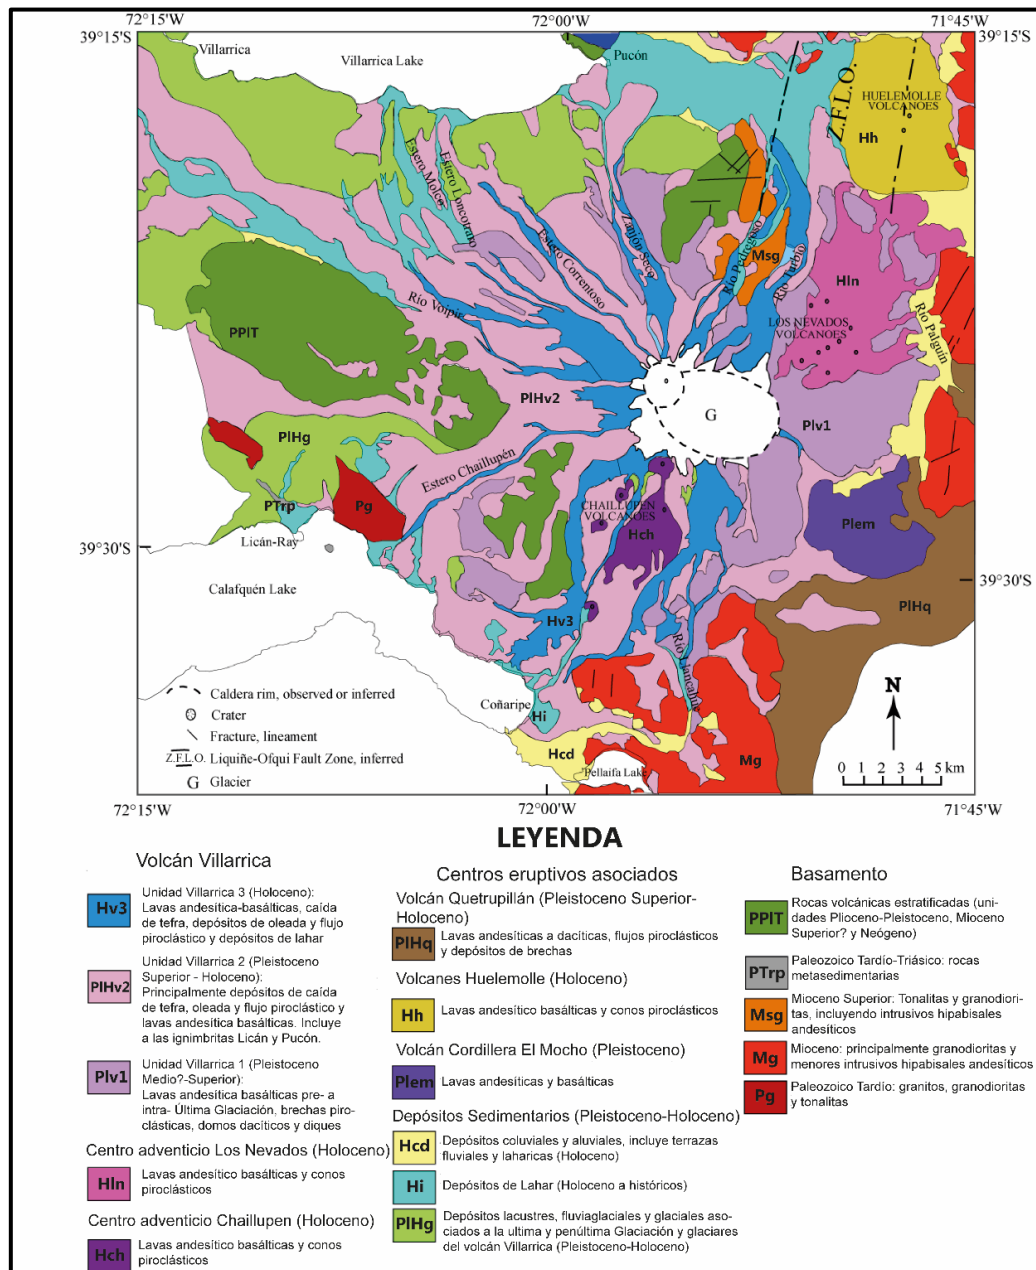 72°15'W
72°00'W
71°45'W
39°15'S
39°15'S
Villarrica
Villarrica Lake
Pucón
Z.F.L.O.
HUELEMOLLE
VOLCANOES
Hh
Estero Molco
Estero Loncotraro
Estero Correntoso
Zanjón Seco
Río Pedregoso
Msg
Río Turbio
Hln
LOS NEVADOS
VOLCANOES
Río Palguín
Río Voipir
PPlT
PlHv2
G
Plv1
PlHg
Estero Chaillupén
PTrp
Pg
CHAILLUPEN
VOLCANOES
Hch
Plem
Licán-Ray
39°30'S
39°30'S
Calafquén Lake
PlHq
Hv3
Río Llancahue
Coñaripe
Hi
Hcd
Pellaifa Lake
Mg
Caldera rim, observed or inferred
Crater
Fracture, lineament
Z.F.L.O. Liquiñe-Ofqui Fault Zone, inferred
G Glacier
N
0 1 2 3 4 5 km
72°15'W
72°00'W
71°45'W
LEYENDA
Volcán Villarrica
Hv3
Unidad Villarrica 3 (Holoceno):
Lavas andesítica-basálticas, caída
de tefra, depósitos de oleada y flujo
piroclástico y depósitos de lahar
PlHv2
Unidad Villarrica 2 (Pleistoceno
Superior - Holoceno):
Principalmente depósitos de caída
de tefra, oleada y flujo piroclástico y
lavas andesítica basálticas. Incluye
a las ignimbritas Licán y Pucón.
Plv1
Unidad Villarrica 1 (Pleistoceno
Medio?-Superior):
Lavas andesítica basálticas pre- a
intra- Última Glaciación, brechas piro-
clásticas, domos dacíticos y diques
Centro adventicio Los Nevados (Holoceno)
Hln
Lavas andesítico basálticas y conos
piroclásticos
Centro adventicio Chaillupen (Holoceno)
Hch
Lavas andesítico basálticas y conos
piroclásticos
Centros eruptivos asociados
Volcán Quetrupillán (Pleistoceno Superior-
Holoceno)
PlHq
Lavas andesíticas a dacíticas, flujos piroclásticos
y depósitos de brechas
Volcanes Huelemolle (Holoceno)
Hh
Lavas andesítico basálticas y conos piroclásticos
Volcán Cordillera El Mocho (Pleistoceno)
Plem
Lavas andesíticas y basálticas
Depósitos Sedimentarios (Pleistoceno-Holoceno)
Hcd
Depósitos coluviales y aluviales, incluye terrazas
fluviales y laharicas (Holoceno)
Hi
Depósitos de Lahar (Holoceno a históricos)
PlHg
Depósitos lacustres, fluviaglaciales y glaciales aso-
ciados a la ultima y penúltima Glaciación y glaciares
del volcán Villarrica (Pleistoceno-Holoceno)
Basamento
PPlT
Rocas volcánicas estratificadas (uni-
dades Plioceno-Pleistoceno, Mioceno
Superior? y Neógeno)
PTrp
Paleozoico Tardío-Triásico: rocas
metasedimentarias
Msg
Mioceno Superior: Tonalitas y granodiori-
tas, incluyendo intrusivos hipabisales
andesíticos
Mg
Mioceno: principalmente granodioritas y
menores intrusivos hipabisales andesíticos
Pg
Paleozoico Tardío: granitos, granodioritas
y tonalitas